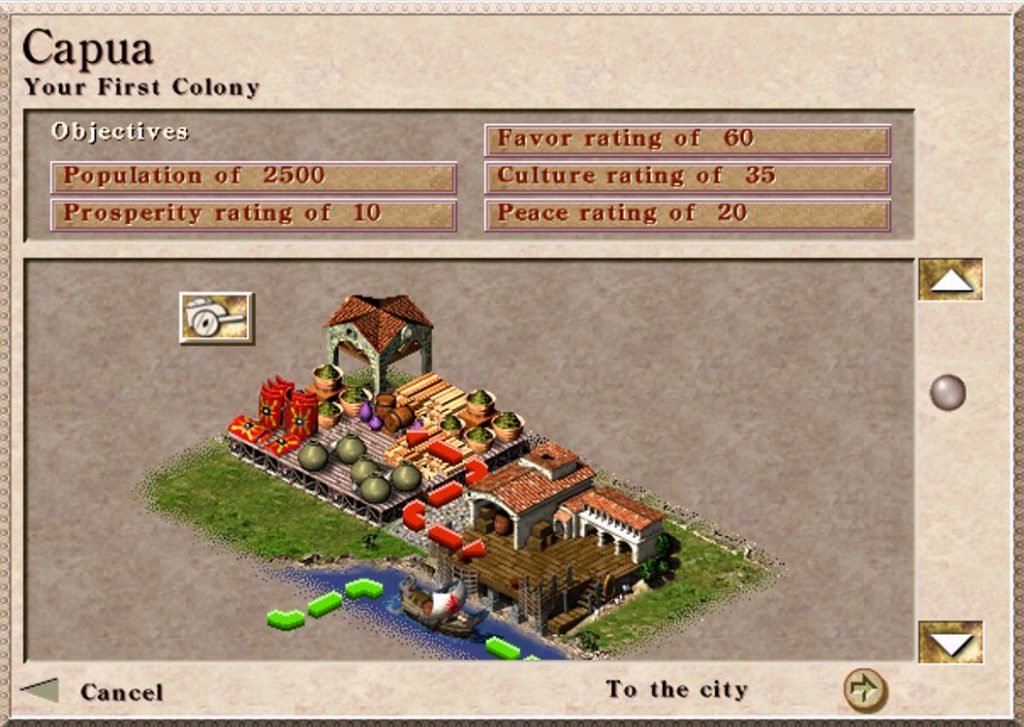 Capua
Your First Colony
Objectives
Favor rating of 60
Population of 2500
Culture rating of 35
Prosperity rating of 10
Peace rating of 20
Cancel
To the city